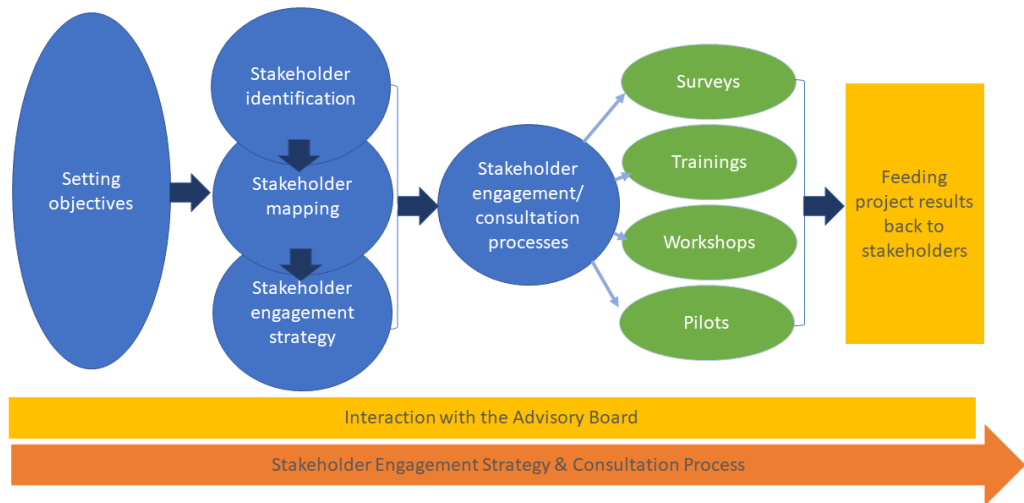 Setting
objectives
Stakeholder
identification
Stakeholder
mapping
Stakeholder
engagement
strategy
Stakeholder
engagement/
consultation
processes
Surveys
Trainings
Workshops
Pilots
Feeding
project results
back to
stakeholders
Interaction with the Advisory Board
Stakeholder Engagement Strategy & Consultation Process